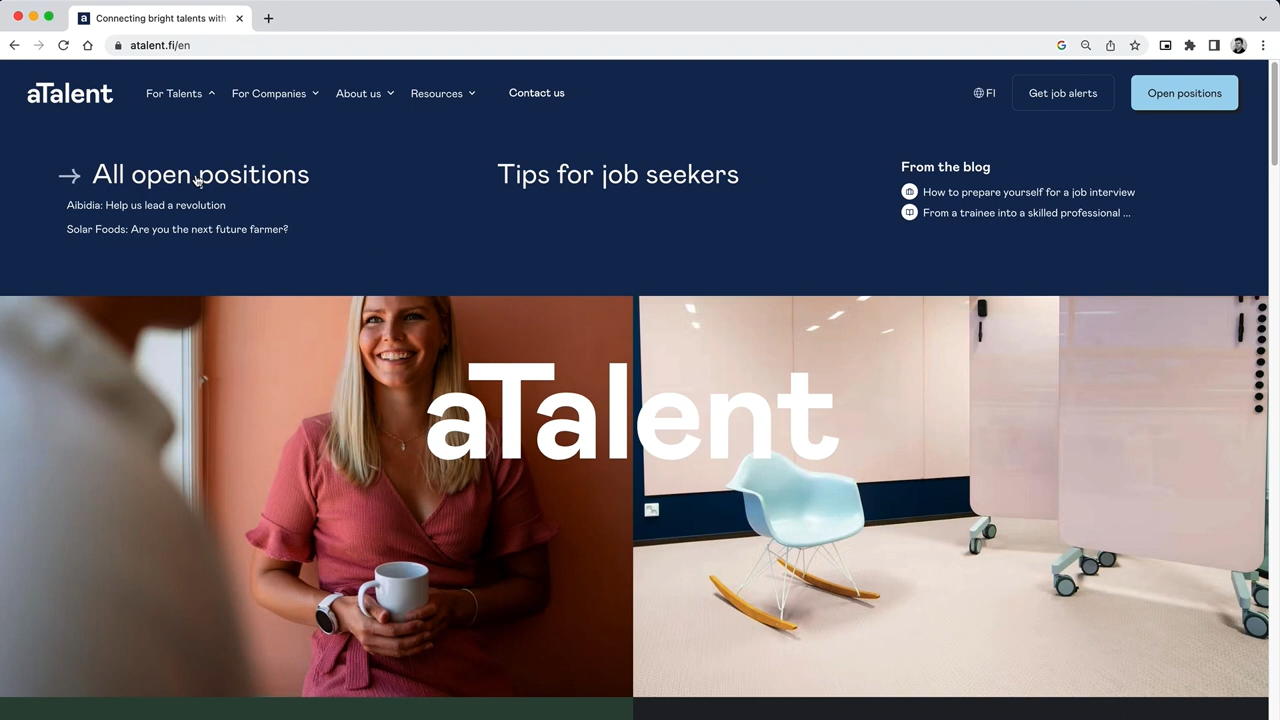 Connecting bright talents with
atalent.fi/en
aTalent
For Talents
For Companies
About us
Resources
Contact us
FI
Get job alerts
Open positions
All open positions
Aibidia: Help us lead a revolution
Solar Foods: Are you the next future farmer?
Tips for job seekers
From the blog
How to prepare yourself for a job interview
From a trainee into a skilled professional ...
aTalent